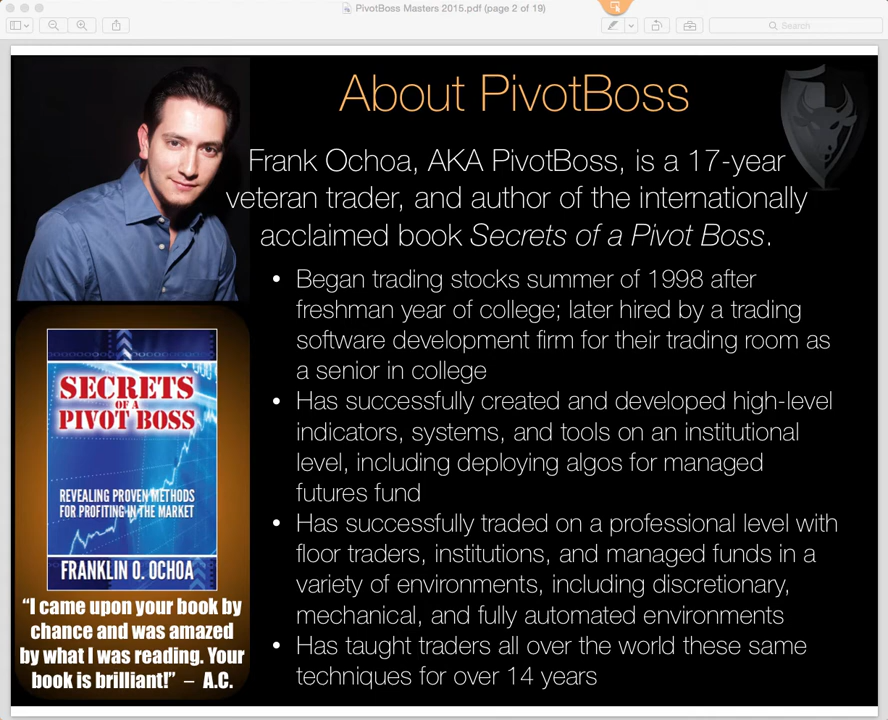 PivotBoss Masters 2015.pdf (page 2 of 19)
Search
About PivotBoss
Frank Ochoa, AKA PivotBoss, is a 17-year
veteran trader, and author of the internationally
acclaimed book Secrets of a Pivot Boss.
• Began trading stocks summer of 1998 after
freshman year of college; later hired by a trading
software development firm for their trading room as
a senior in college
• Has successfully created and developed high-level
indicators, systems, and tools on an institutional
level, including deploying algos for managed
futures fund
• Has successfully traded on a professional level with
floor traders, institutions, and managed funds in a
variety of environments, including discretionary,
mechanical, and fully automated environments
• Has taught traders all over the world these same
techniques for over 14 years
SECRETS
OF A
PIVOT BOSS
REVEALING PROVEN METHODS
FOR PROFITING IN THE MARKET
FRANKLIN O. OCHOA
“I came upon your book by
chance and was amazed
by what I was reading. Your
book is brilliant!” – A.C.